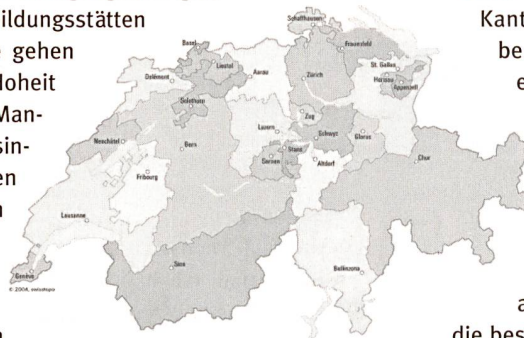 ildungsstätten
gehen
Hoheit
Man-
sin-
en
Kant
be
e
a
die bes
Schaffhausen
Basel
Liestal
Frauenfeld
Delémont
Aarau
Zürich
St. Gallen
Herisau
Appenzell
Solothurn
Zug
Luzern
Schwyz
Glarus
Neuchâtel
Bern
Stans
Sarnen
Altdorf
Chur
Fribourg
Lausanne
Sion
Bellinzona
Genève
© 2004, swisstopo